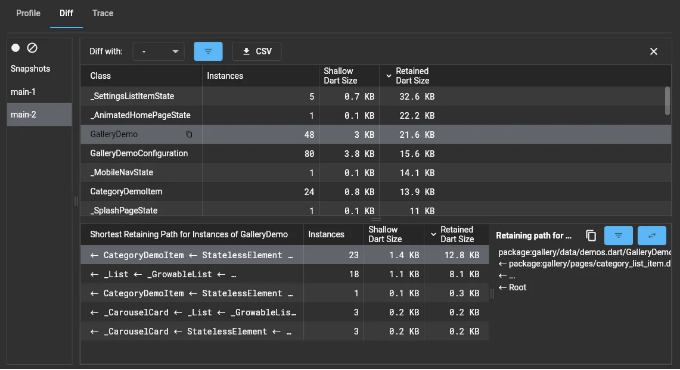 Profile Diff Trace
Diff with: - CSV
Snapshots
main-1
main-2
Class Instances Shallow Dart Size Retained Dart Size
_SettingsListItemState 5 0.7 KB 32.6 KB
_AnimatedHomePageState 1 0.1 KB 22.2 KB
GalleryDemo 48 3 KB 21.6 KB
GalleryDemoConfiguration 80 3.8 KB 15.6 KB
_MobileNavState 1 0.1 KB 14.1 KB
CategoryDemoItem 24 0.8 KB 13.9 KB
_SplashPageState 1 0.1 KB 11 KB
Shortest Retaining Path for Instances of GalleryDemo Instances Shallow Dart Size Retained Dart Size
← CategoryDemoItem ← StatelessElement … 23 1.4 KB 12.8 KB
← _List ← _GrowableList ← … 18 1.1 KB 8.1 KB
← CategoryDemoItem ← StatelessElement … 1 0.1 KB 0.3 KB
← _CarouselCard ← _List ← _GrowableLis… 3 0.2 KB 0.2 KB
← _CarouselCard ← StatelessElement ← … 3 0.2 KB 0.2 KB
Retaining path for …
package:gallery/data/demos.dart/GalleryDemo
← package:gallery/pages/category_list_item.d
← …
← Root